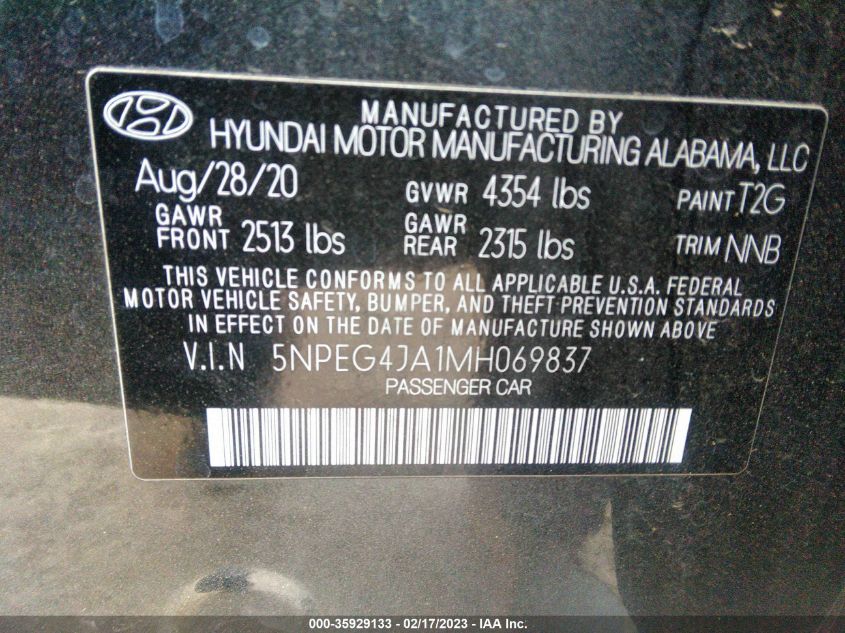 MANUFACTURED BY
HYUNDAI MOTOR MANUFACTURING ALABAMA, LLC
Aug/28/20 GVWR 4354 lbs PAINT T2G
GAWR FRONT 2513 lbs GAWR REAR 2315 lbs TRIM NNB
THIS VEHICLE CONFORMS TO ALL APPLICABLE U.S.A. FEDERAL
MOTOR VEHICLE SAFETY, BUMPER, AND THEFT PREVENTION STANDARDS
IN EFFECT ON THE DATE OF MANUFACTURE SHOWN ABOVE
V.I.N 5NPEG4JA1MH069837
PASSENGER CAR
000-35929133 - 02/17/2023 - IAA Inc.